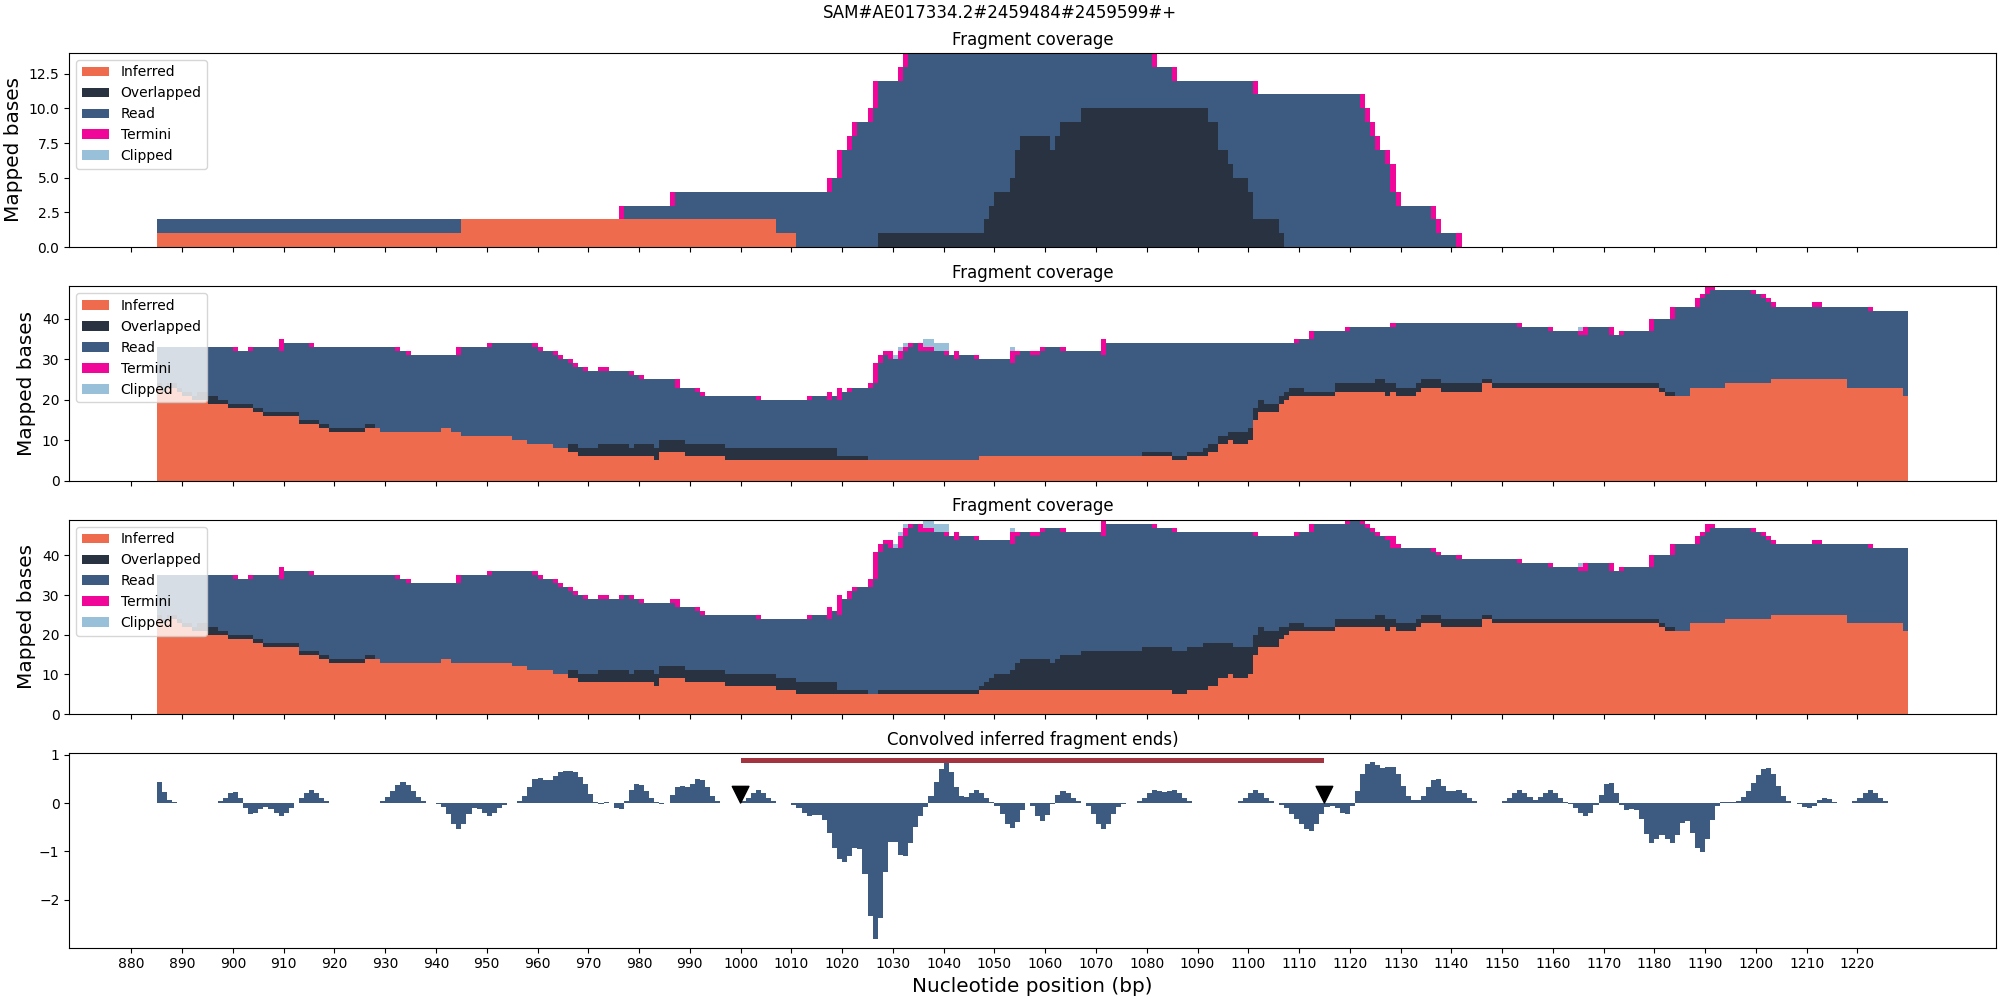 SAM#AE017334.2#2459484#2459599#+
Fragment coverage
Mapped bases
12.5
10.0
7.5
5.0
2.5
0.0
Inferred
Overlapped
Read
Termini
Clipped
Fragment coverage
Mapped bases
40
30
20
10
0
Inferred
Overlapped
Read
Termini
Clipped
Fragment coverage
Mapped bases
40
30
20
10
0
Inferred
Overlapped
Read
Termini
Clipped
Convolved inferred fragment ends)
1
0
−1
−2
880 890 900 910 920 930 940 950 960 970 980 990 1000 1010 1020 1030 1040 1050 1060 1070 1080 1090 1100 1110 1120 1130 1140 1150 1160 1170 1180 1190 1200 1210 1220
Nucleotide position (bp)